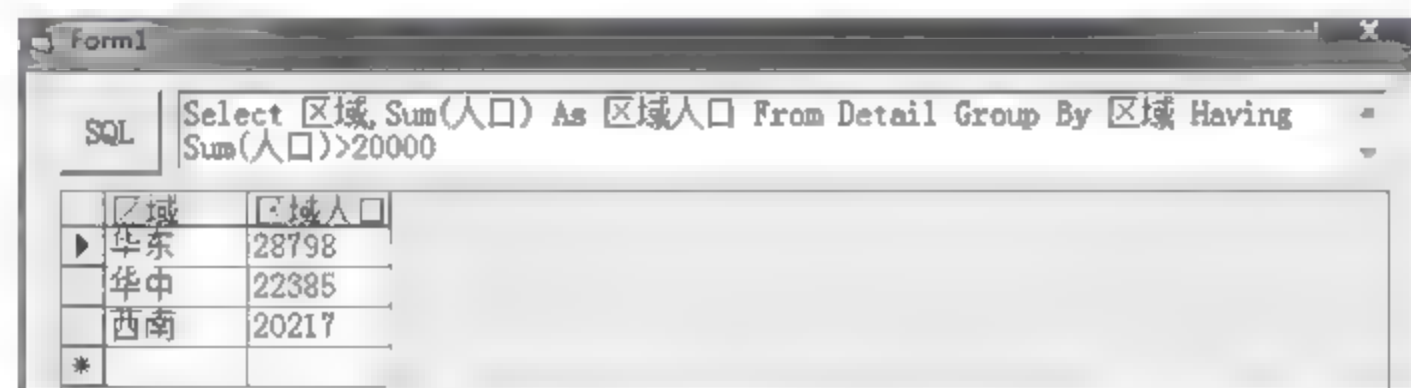 Form1
SQL
Select 区域,Sum(人口) As 区域人口 From Detail Group By 区域 Having
Sum(人口)>20000
区域 区域人口
华东 28798
华中 22385
西南 20217